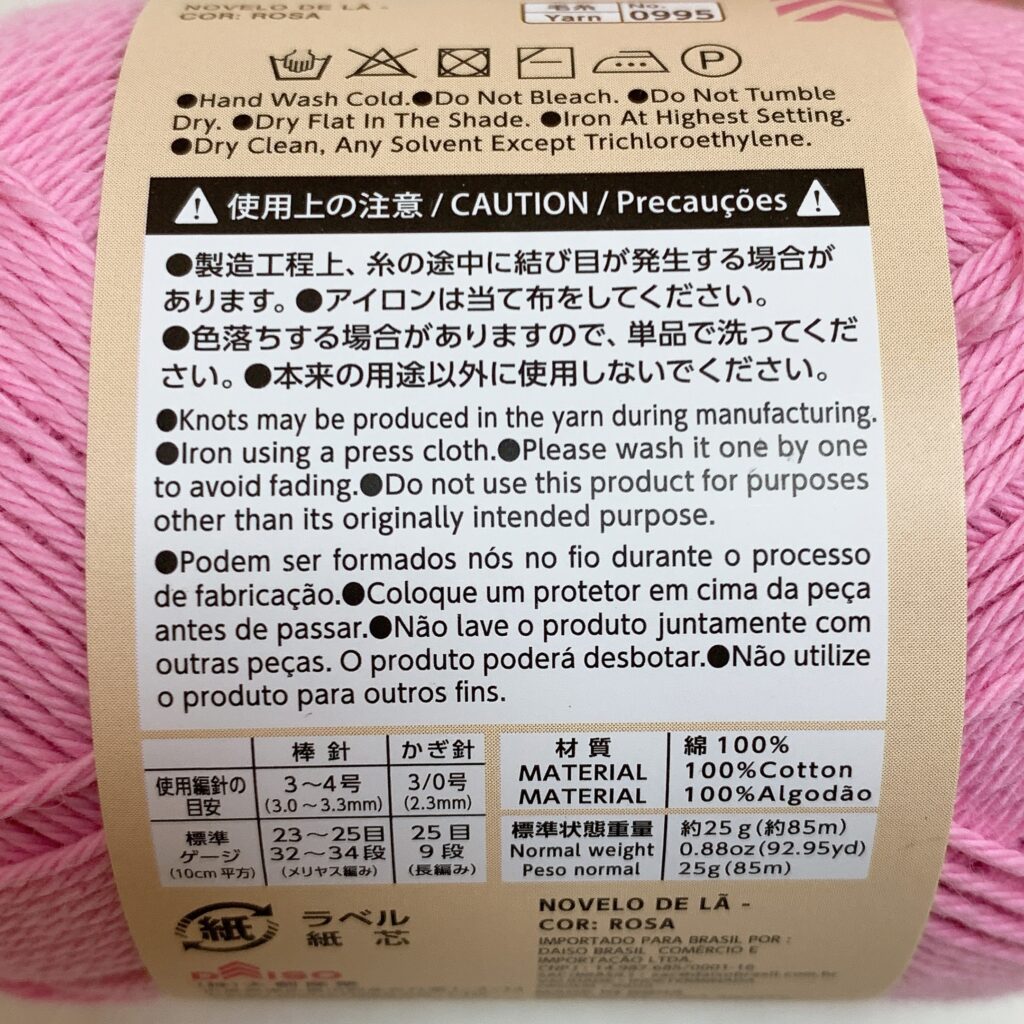 NOVELO DE LÃ -
COR: ROSA
毛糸 No.
Yarn 0995
P
●Hand Wash Cold.●Do Not Bleach. ●Do Not Tumble
Dry. ●Dry Flat In The Shade. ●Iron At Highest Setting.
●Dry Clean, Any Solvent Except Trichloroethylene.
使用上の注意 / CAUTION / Precauções
●製造工程上、糸の途中に結び目が発生する場合が
あります。●アイロンは当て布をしてください。
●色落ちする場合がありますので、単品で洗ってくだ
さい。●本来の用途以外に使用しないでください。
●Knots may be produced in the yarn during manufacturing.
●Iron using a press cloth.●Please wash it one by one
to avoid fading.●Do not use this product for purposes
other than its originally intended purpose.
●Podem ser formados nós no fio durante o processo
de fabricação.●Coloque um protetor em cima da peça
antes de passar.●Não lave o produto juntamente com
outras peças. O produto poderá desbotar.●Não utilize
o produto para outros fins.
棒針 かぎ針
使用編針の
目安
3～4号 3/0号
(3.0～3.3mm) (2.3mm)
標準
ゲージ
(10cm平方)
23～25目 25目
32～34段 9段
(メリヤス編み) (長編み)
材質 綿100%
MATERIAL 100%Cotton
MATERIAL 100%Algodão
標準状態重量 約25g(約85m)
Normal weight 0.88oz(92.95yd)
Peso normal 25g(85m)
紙
ラベル
紙 芯
DAISO
NOVELO DE LÃ -
COR: ROSA
IMPORTADO PARA BRASIL POR :
DAISO BRASIL COMÉRCIO E
IMPORTAÇÃO LTDA.